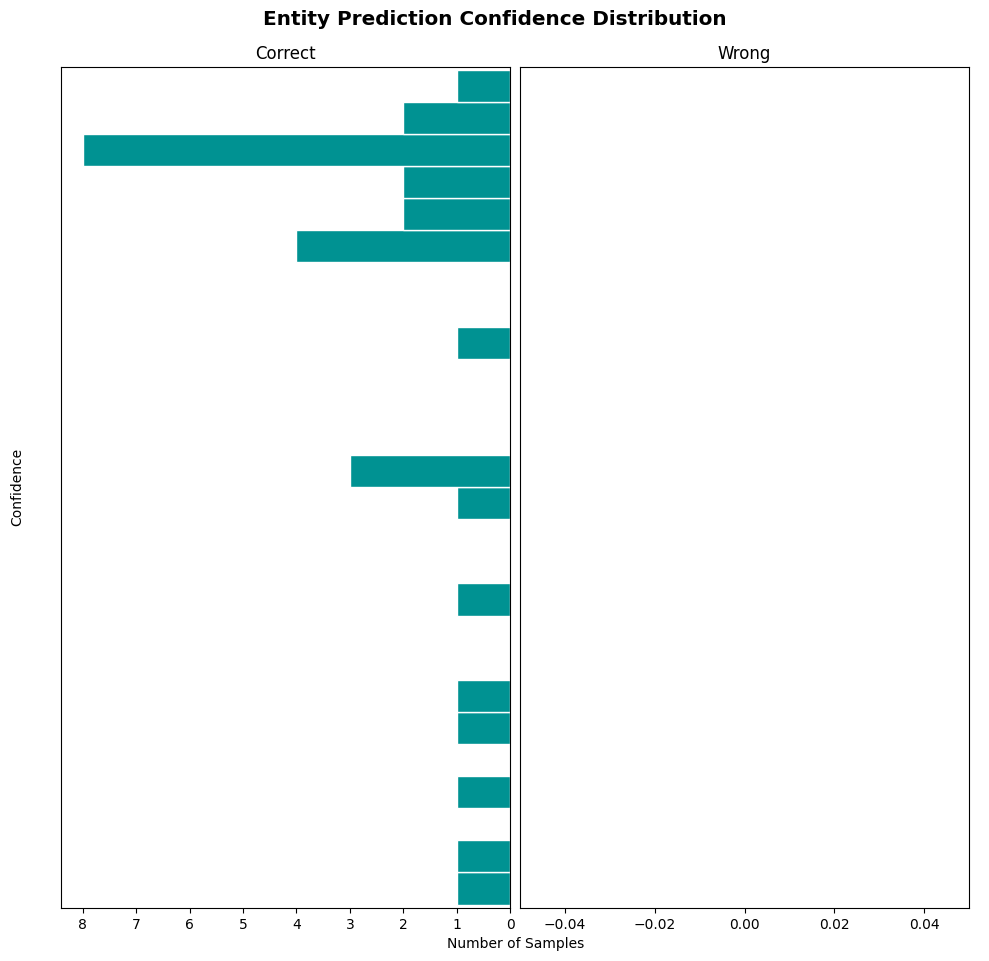 Entity Prediction Confidence Distribution
Correct Wrong
Confidence
8 7 6 5 4 3 2 1 0 −0.04 −0.02 0.00 0.02 0.04
Number of Samples